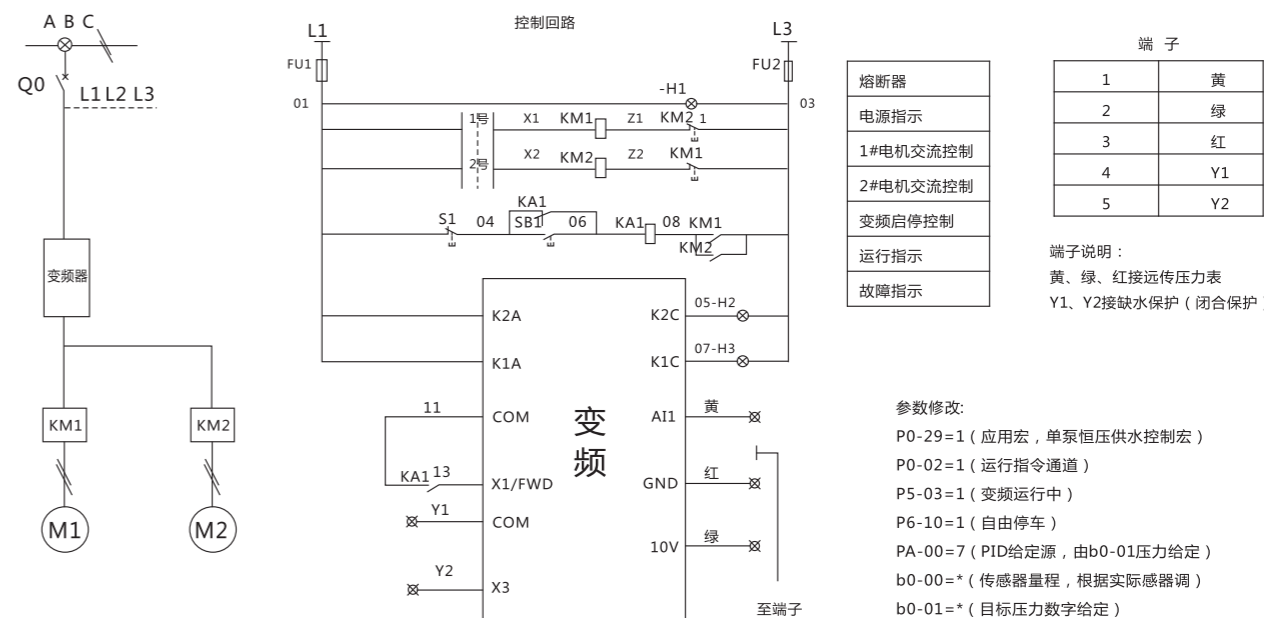 A B C
Q0
L1 L2 L3
变频器
KM1
KM2
M1
M2
控制回路
L1
L3
FU1
FU2
01
-H1
03
1号
X1
KM1
Z1
KM2
1
2号
X2
KM2
Z2
KM1
KA1
S1
04
SB1
06
KA1
08
KM1
KM2
K2A
K2C
05-H2
K1A
K1C
07-H3
11
COM
变频
AI1
黄
KA1
13
X1/FWD
GND
红
Y1
COM
10V
绿
Y2
X3
至端子
熔断器
电源指示
1#电机交流控制
2#电机交流控制
变频启停控制
运行指示
故障指示
端 子
1 黄
2 绿
3 红
4 Y1
5 Y2
端子说明：
黄、绿、红接远传压力表
Y1、Y2接缺水保护（闭合保护）
参数修改:
P0-29=1（应用宏，单泵恒压供水控制宏）
P0-02=1（运行指令通道）
P5-03=1（变频运行中）
P6-10=1（自由停车）
PA-00=7（PID给定源，由b0-01压力给定）
b0-00=*（传感器量程，根据实际感器调）
b0-01=*（目标压力数字给定）